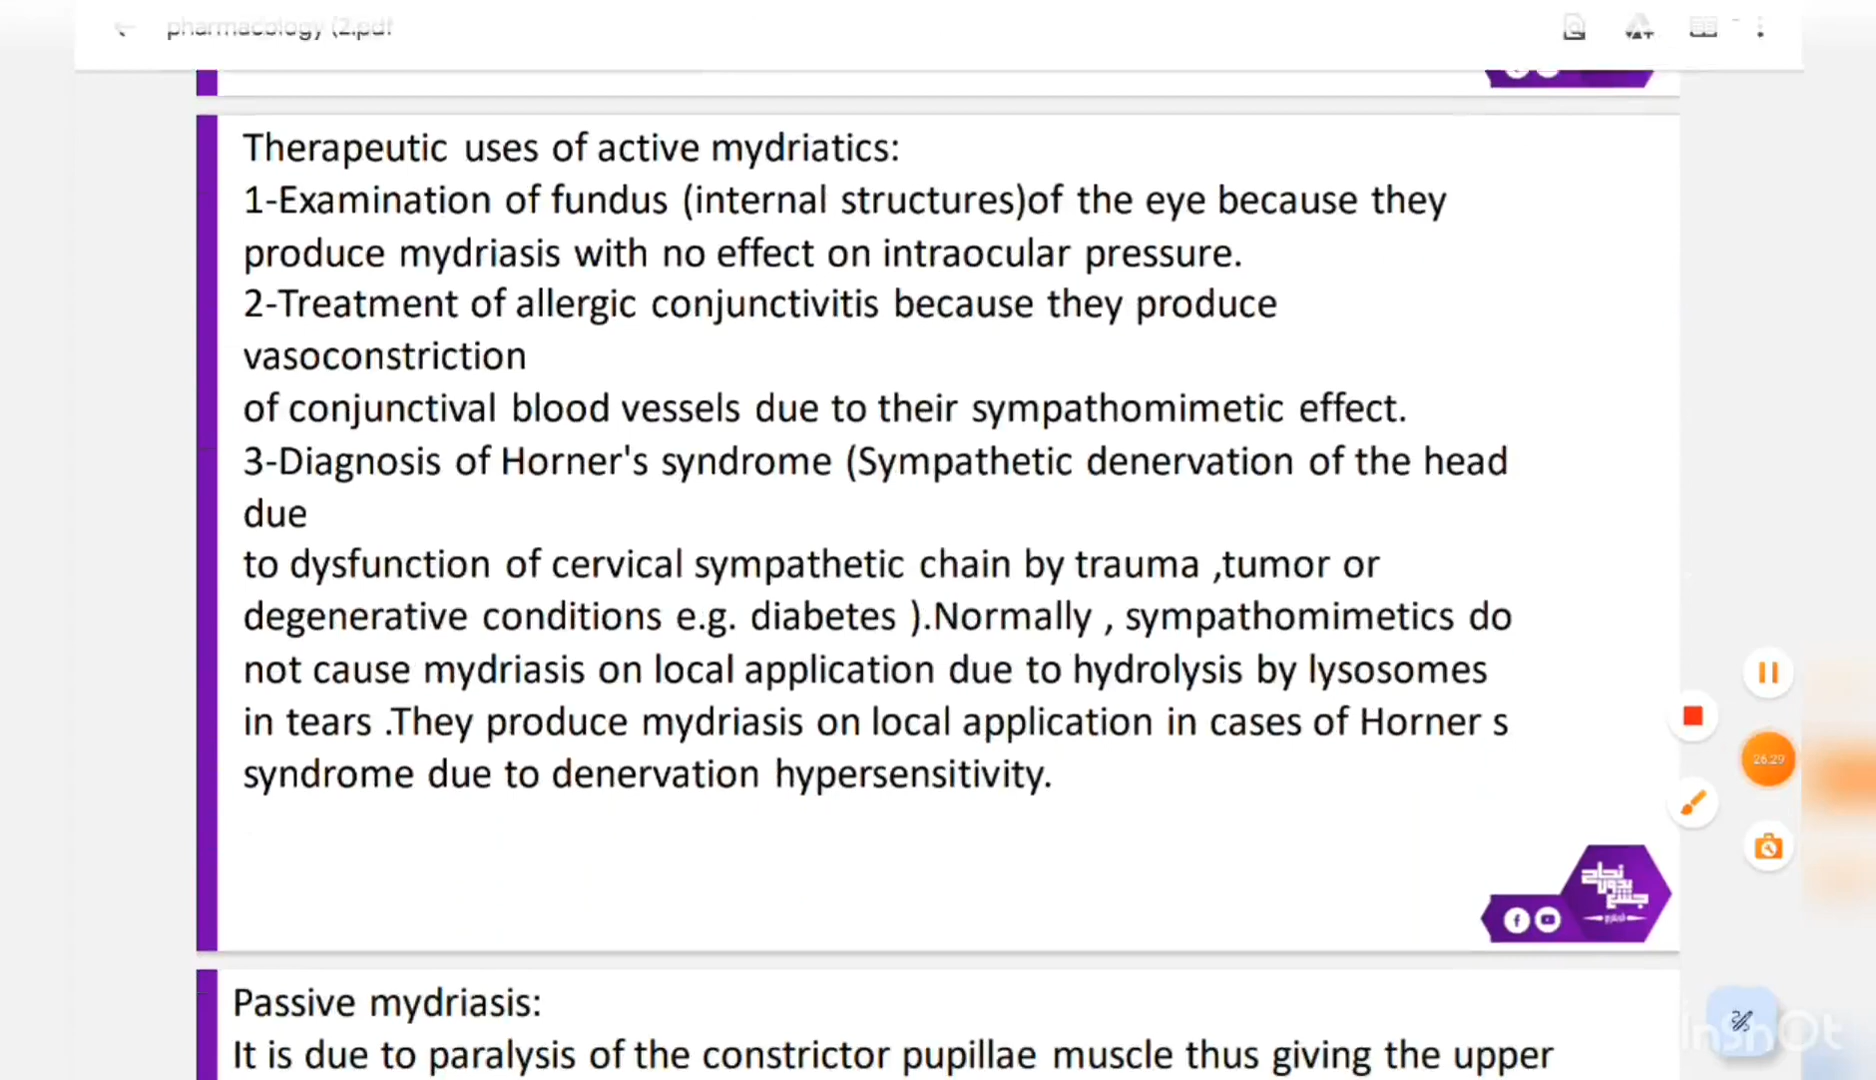 pharmacology (2.pdf
Therapeutic uses of active mydriatics:
1-Examination of fundus (internal structures)of the eye because they
produce mydriasis with no effect on intraocular pressure.
2-Treatment of allergic conjunctivitis because they produce
vasoconstriction
of conjunctival blood vessels due to their sympathomimetic effect.
3-Diagnosis of Horner's syndrome (Sympathetic denervation of the head
due
to dysfunction of cervical sympathetic chain by trauma ,tumor or
degenerative conditions e.g. diabetes ).Normally , sympathomimetics do
not cause mydriasis on local application due to hydrolysis by lysosomes
in tears .They produce mydriasis on local application in cases of Horner s
syndrome due to denervation hypersensitivity.
26:29
نجاح
بدون
جشع
Passive mydriasis:
It is due to paralysis of the constrictor pupillae muscle thus giving the upper
InShOt